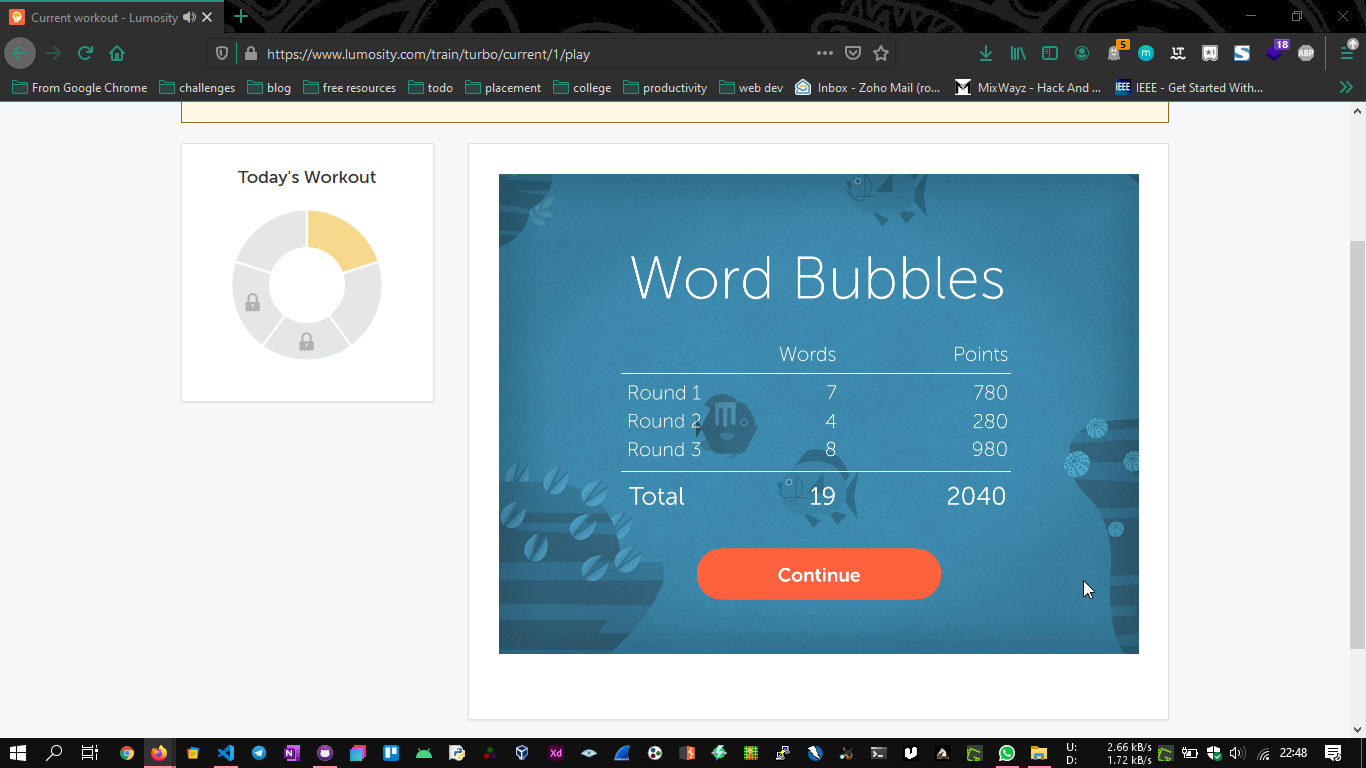 Current workout - Lumosity
https://www.lumosity.com/train/turbo/current/1/play
5
18
ABP
From Google Chrome
challenges
blog
free resources
todo
placement
college
productivity
web dev
Inbox - Zoho Mail (ro...
MixWayz - Hack And ...
IEEE
IEEE - Get Started With...
Today's Workout
Word Bubbles
Words Points
Round 1 7 780
Round 2 4 280
Round 3 8 980
Total 19 2040
Continue
Xd
U: 2.66 kB/s
D: 1.72 kB/s
22:48